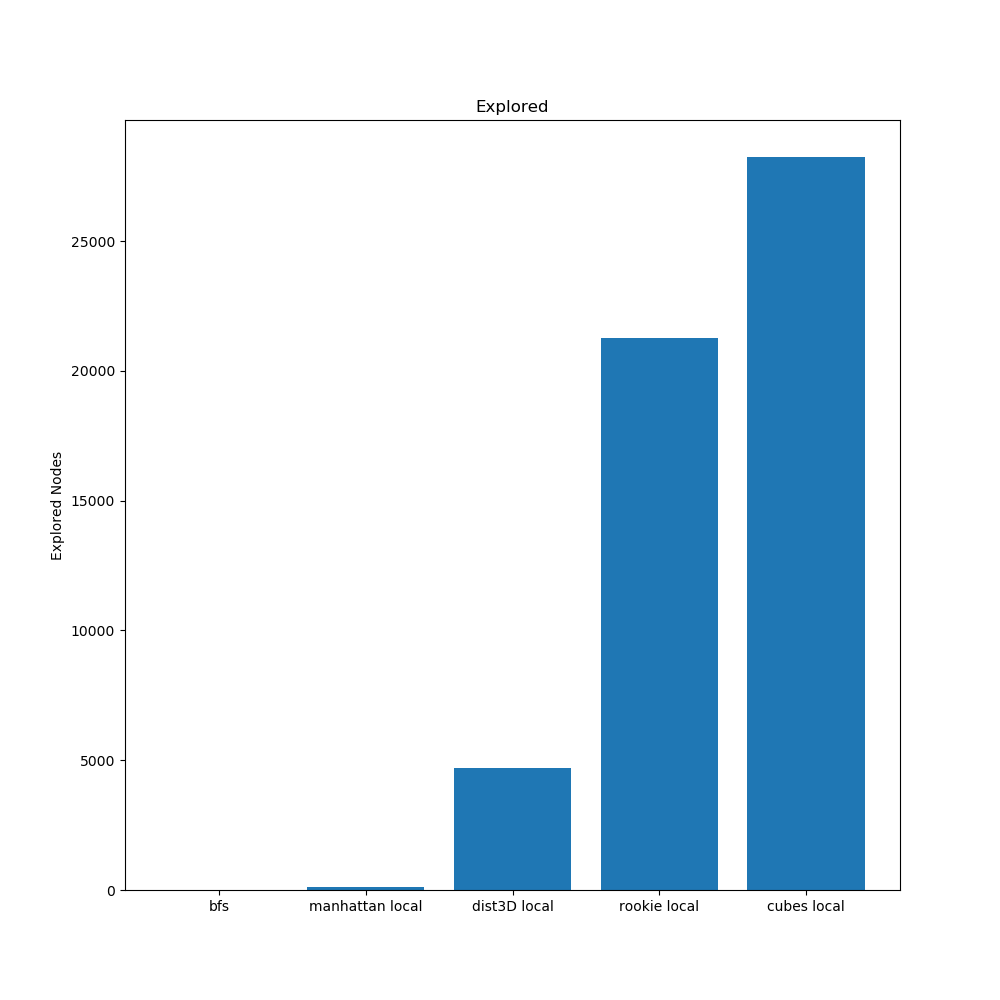 Explored
Explored Nodes
25000
20000
15000
10000
5000
0
bfs manhattan local dist3D local rookie local cubes local